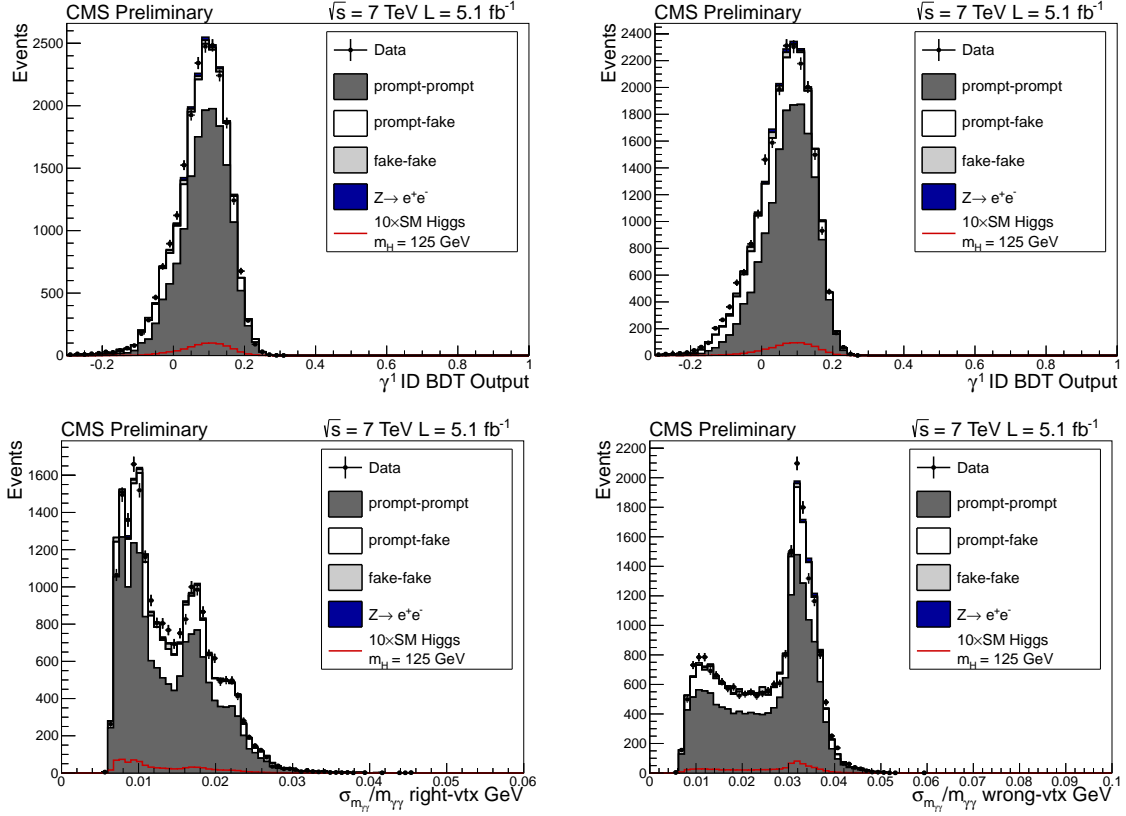 CMS Preliminary
√s = 7 TeV L = 5.1 fb⁻¹
Events
2500
2000
1500
1000
500
0
Data
prompt-prompt
prompt-fake
fake-fake
Z→ e⁺e⁻
10×SM Higgs
m_H = 125 GeV
-0.2 0 0.2 0.4 0.6 0.8 1
γ¹ ID BDT Output
CMS Preliminary
√s = 7 TeV L = 5.1 fb⁻¹
Events
2400
2200
2000
1800
1600
1400
1200
1000
800
600
400
200
0
Data
prompt-prompt
prompt-fake
fake-fake
Z→ e⁺e⁻
10×SM Higgs
m_H = 125 GeV
-0.2 0 0.2 0.4 0.6 0.8 1
γ¹ ID BDT Output
CMS Preliminary
√s = 7 TeV L = 5.1 fb⁻¹
Events
1600
1400
1200
1000
800
600
400
200
0
Data
prompt-prompt
prompt-fake
fake-fake
Z→ e⁺e⁻
10×SM Higgs
m_H = 125 GeV
0 0.01 0.02 0.03 0.04 0.05 0.06
σ_mγγ/m_γγ right-vtx GeV
CMS Preliminary
√s = 7 TeV L = 5.1 fb⁻¹
Events
2200
2000
1800
1600
1400
1200
1000
800
600
400
200
0
Data
prompt-prompt
prompt-fake
fake-fake
Z→ e⁺e⁻
10×SM Higgs
m_H = 125 GeV
0 0.01 0.02 0.03 0.04 0.05 0.06 0.07 0.08 0.09 0.1
σ_mγγ/m_γγ wrong-vtx GeV